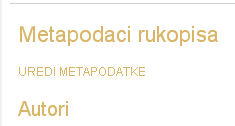 Metapodaci rukopisa
UREDI METAPODATKE
Autori